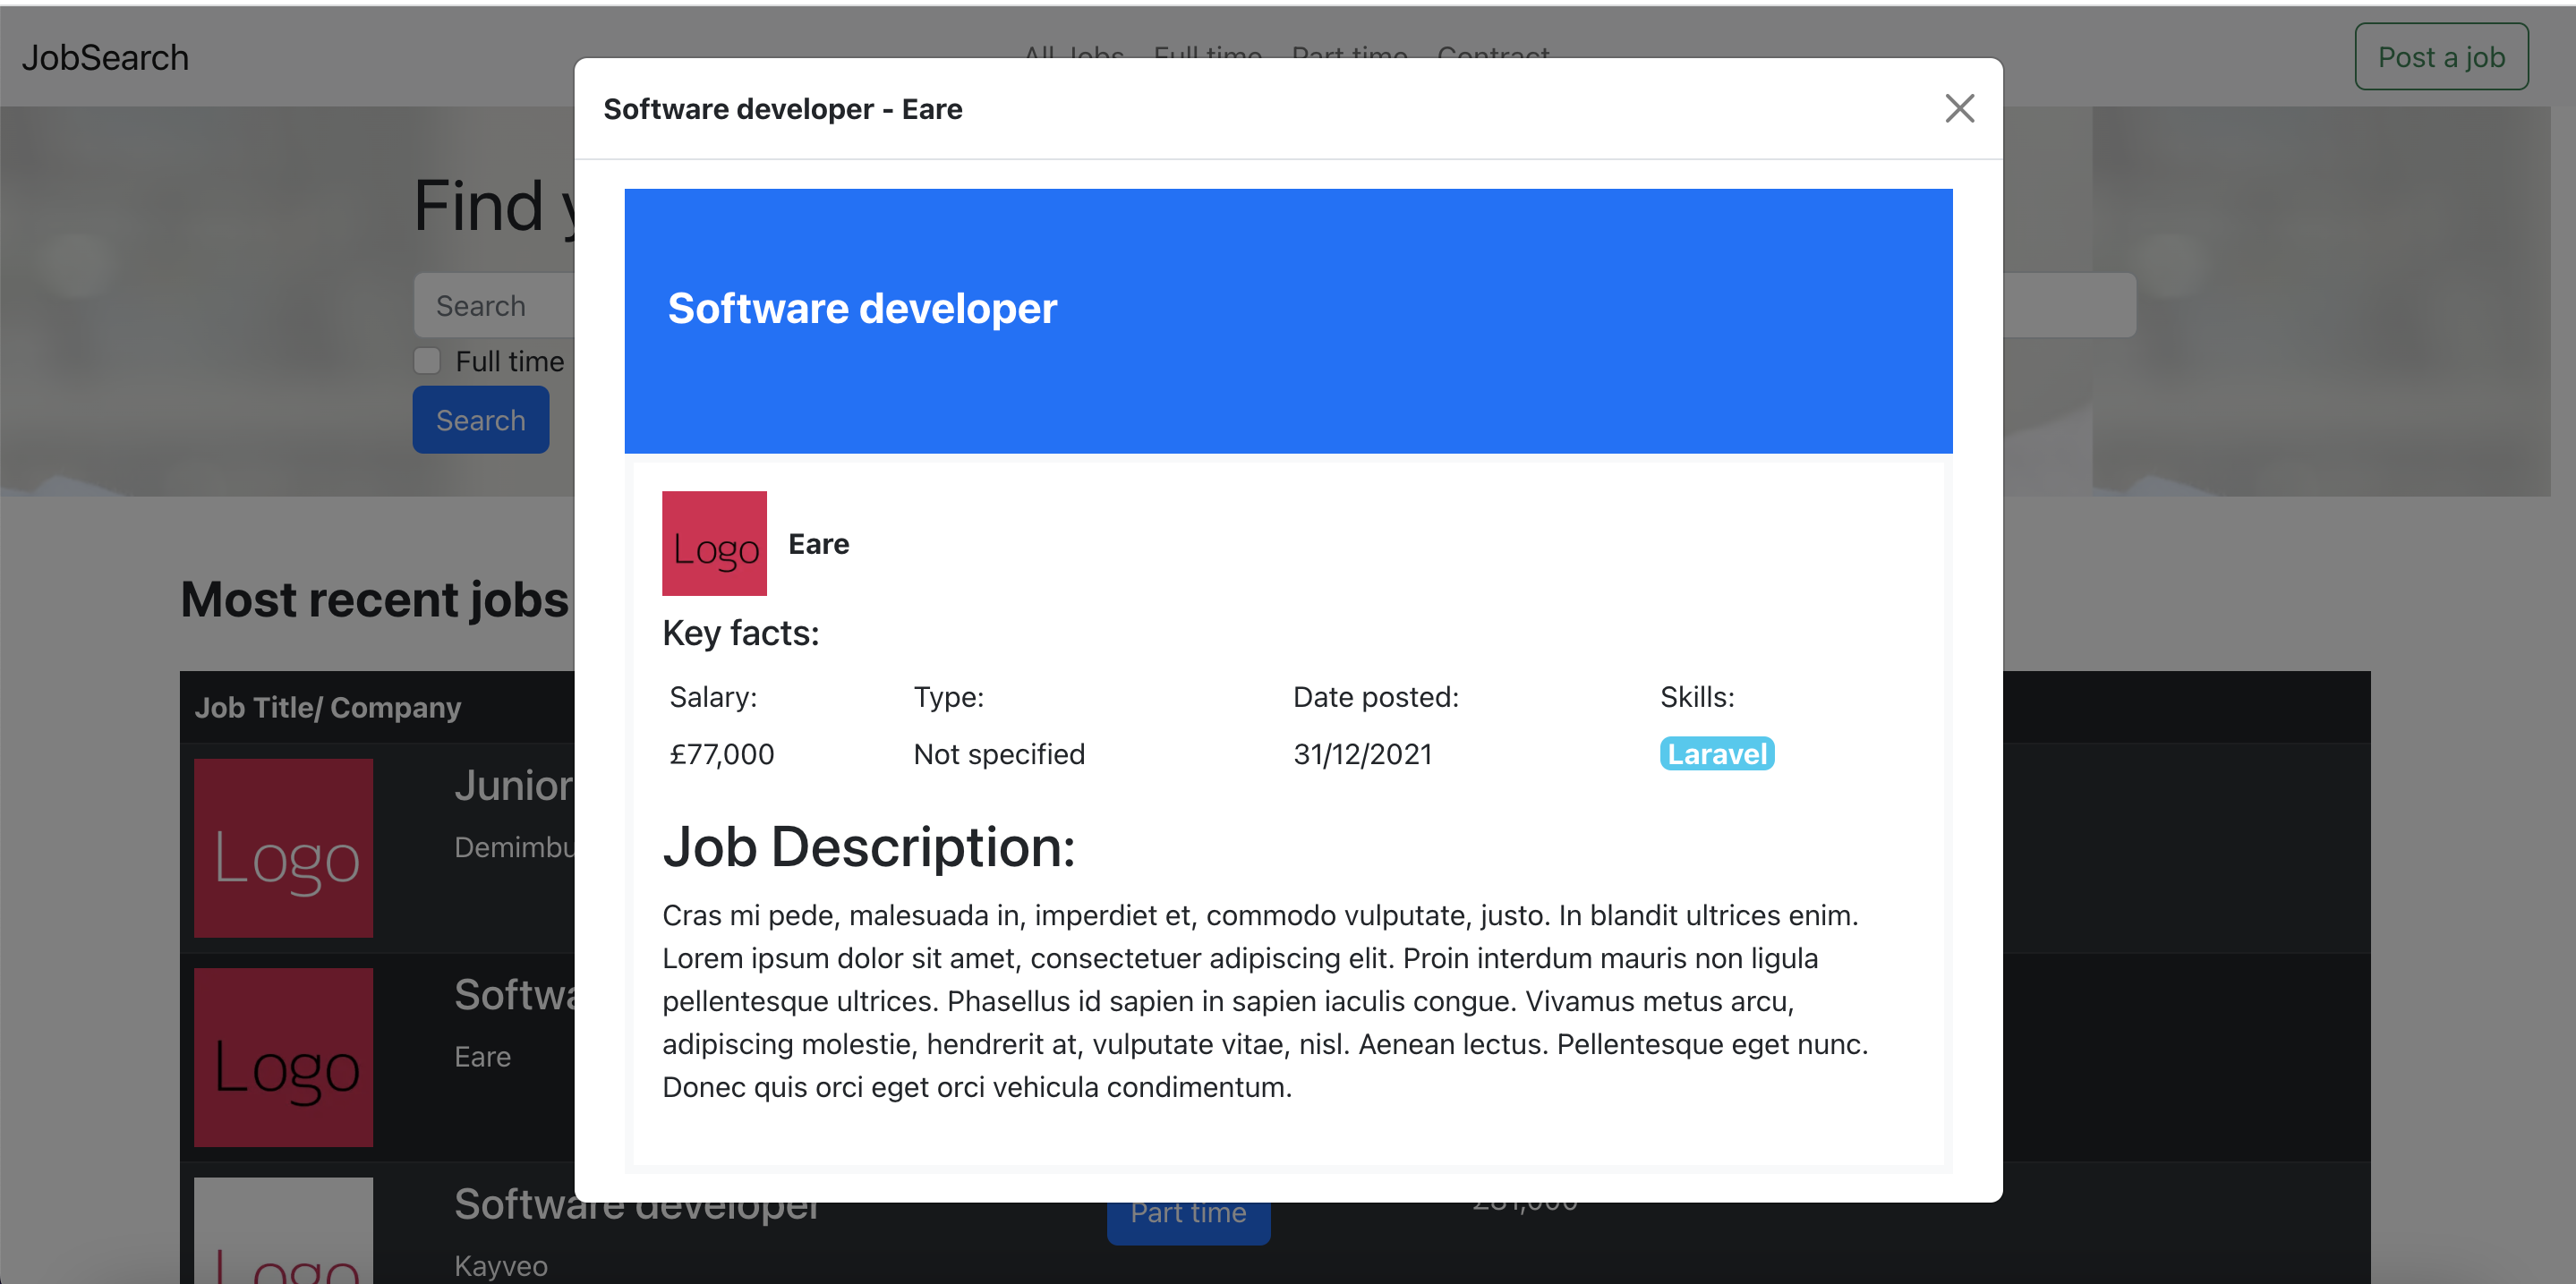 JobSearch
All Jobs Full time Part time Contract
Post a job
Software developer - Eare
Find
Search
Full time
Search
Software developer
Logo
Eare
Key facts:
Salary: Type: Date posted: Skills:
£77,000 Not specified 31/12/2021 Laravel
Job Description:
Cras mi pede, malesuada in, imperdiet et, commodo vulputate, justo. In blandit ultrices enim.
Lorem ipsum dolor sit amet, consectetuer adipiscing elit. Proin interdum mauris non ligula
pellentesque ultrices. Phasellus id sapien in sapien iaculis congue. Vivamus metus arcu,
adipiscing molestie, hendrerit at, vulputate vitae, nisl. Aenean lectus. Pellentesque eget nunc.
Donec quis orci eget orci vehicula condimentum.
Most recent jobs
Job Title/ Company
Logo
Junior
Demimbu
Logo
Softwa
Eare
Logo
Software developer
Part time
£81,000
Kayveo